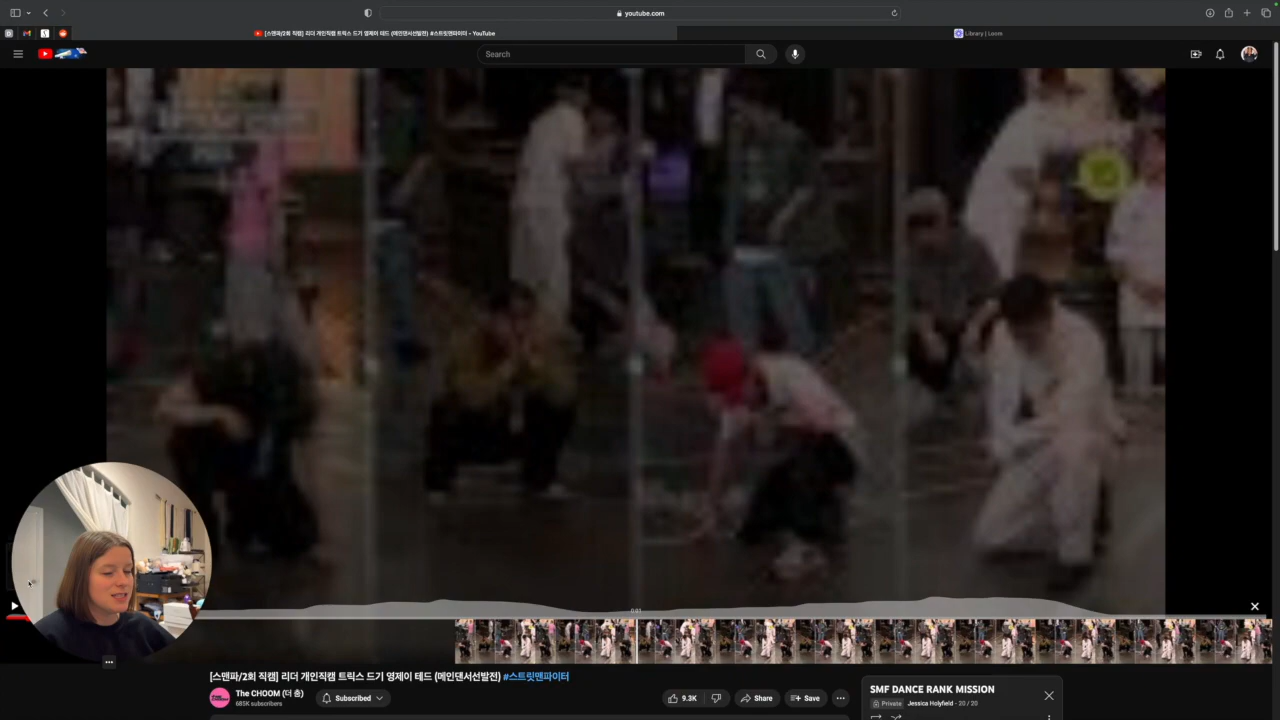 youtube.com
[스맨파/2회 직캠] 리더 개인직캠 트릭스 드기 영제이 테드 (메인댄서선발전) #스트릿맨파이터 - YouTube
Library | Loom
Search
0:01
[스맨파/2회 직캠] 리더 개인직캠 트릭스 드기 영제이 테드 (메인댄서선발전) #스트릿맨파이터
The CHOOM (더 춤)
685K subscribers
Subscribed
9.3K
Share
Save
SMF DANCE RANK MISSION
Private Jessica Holyfield - 20 / 20